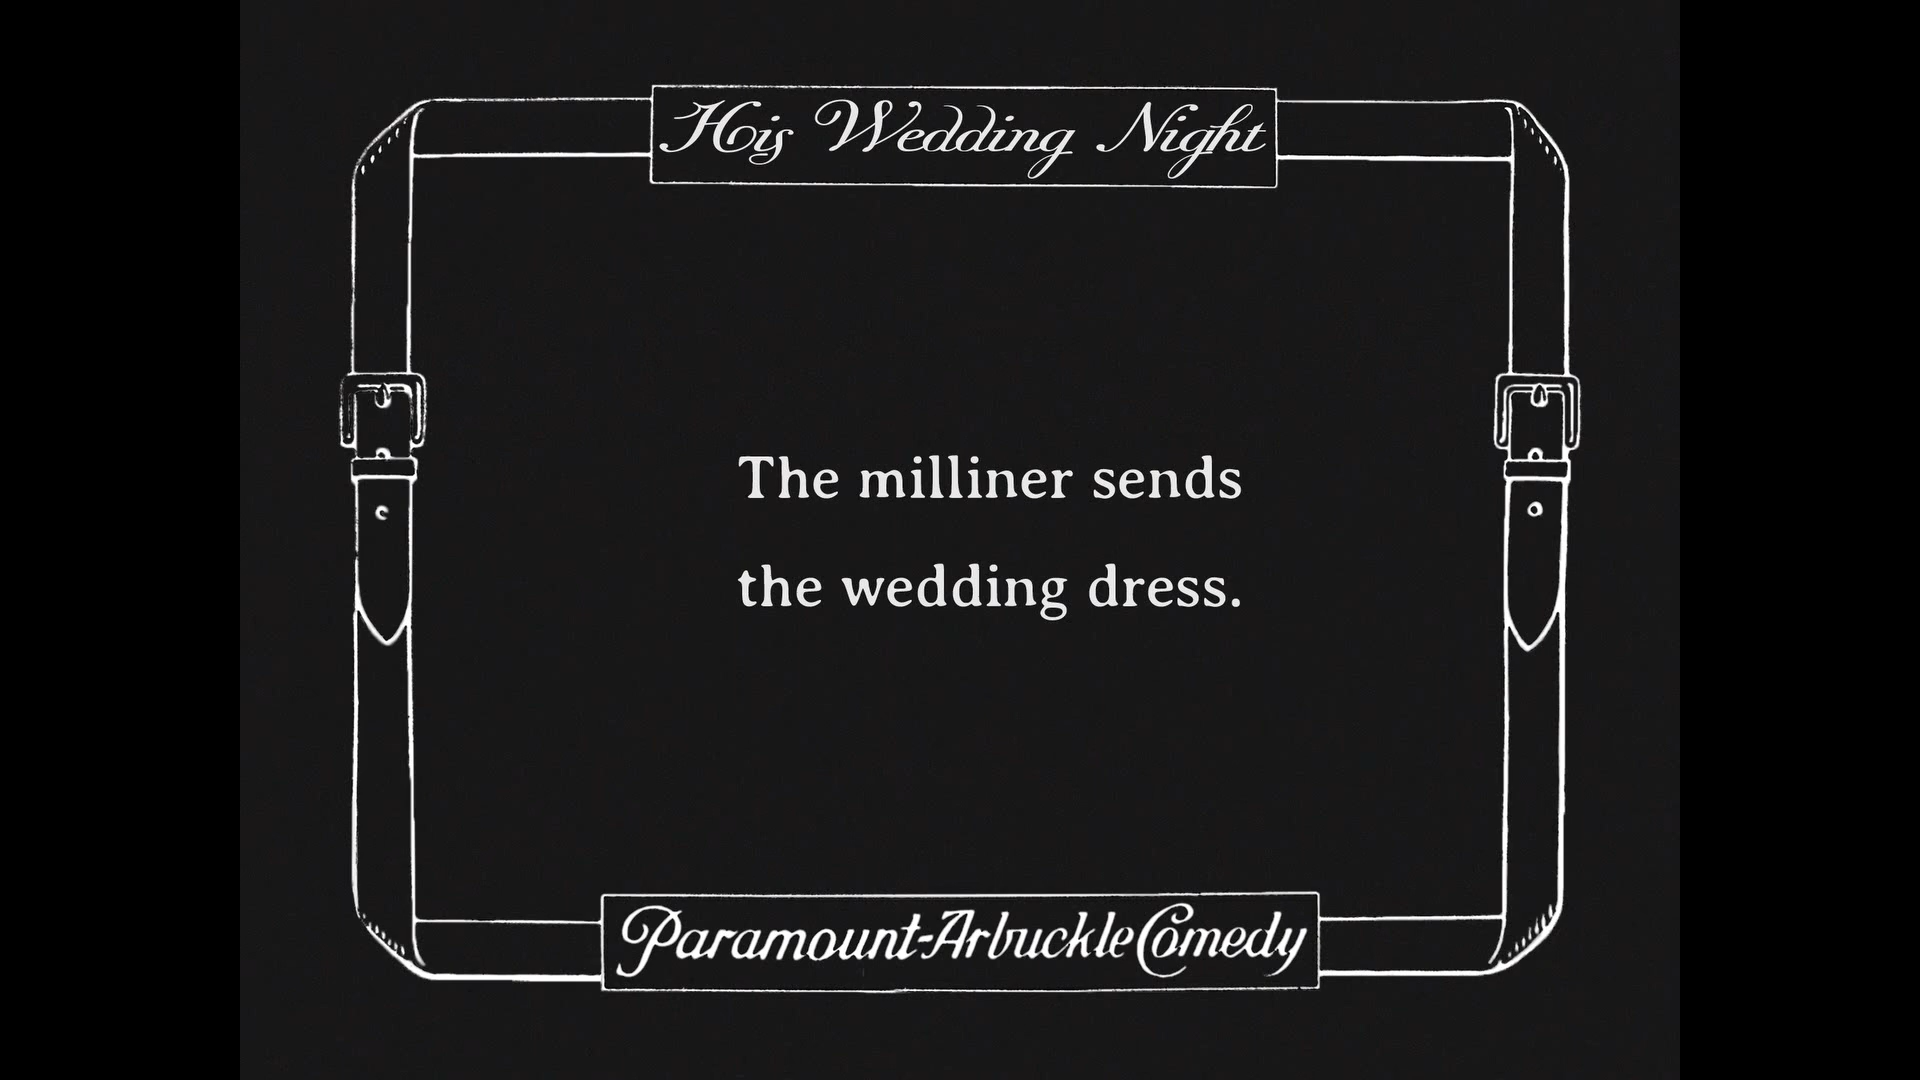 His Wedding Night
The milliner sends
the wedding dress.
Paramount-Arbuckle Comedy